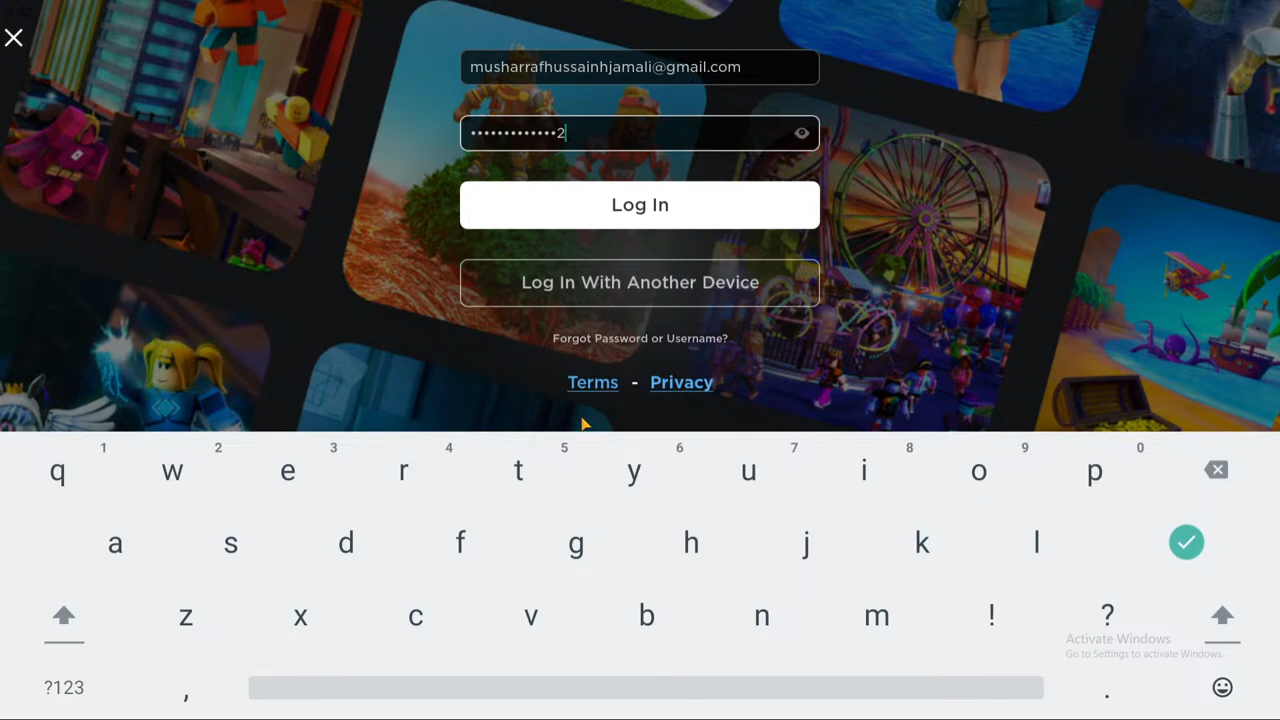 musharrafhussainhjamali@gmail.com
•••••••••••••2
Log In
Log In With Another Device
Forgot Password or Username?
Terms - Privacy
1 2 3 4 5 6 7 8 9 0
q w e r t y u i o p
a s d f g h j k l
z x c v b n m ! ?
Activate Windows
Go to Settings to activate Windows.
?123 , .